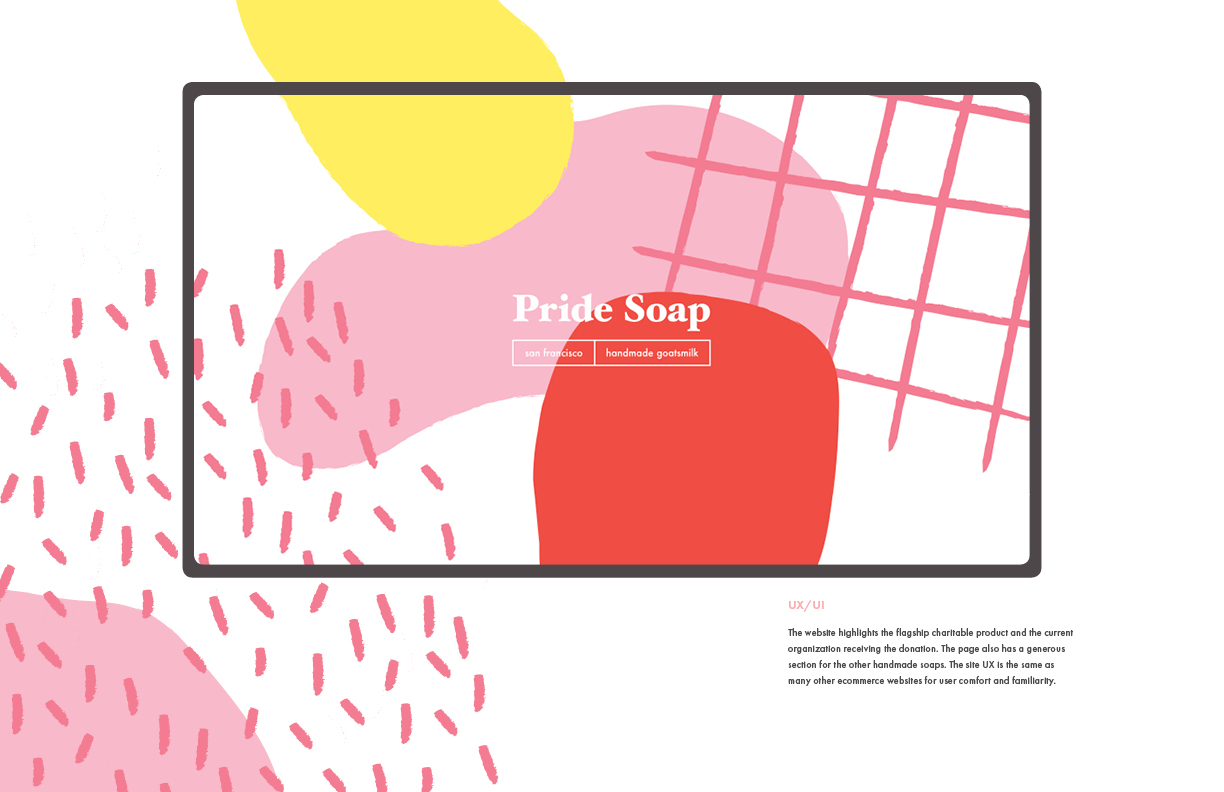 Pride Soap
san francisco handmade goatsmilk
UX/UI
The website highlights the flagship charitable product and the current
organization receiving the donation. The page also has a generous
section for the other handmade soaps. The site UX is the same as
many other ecommerce websites for user comfort and familiarity.